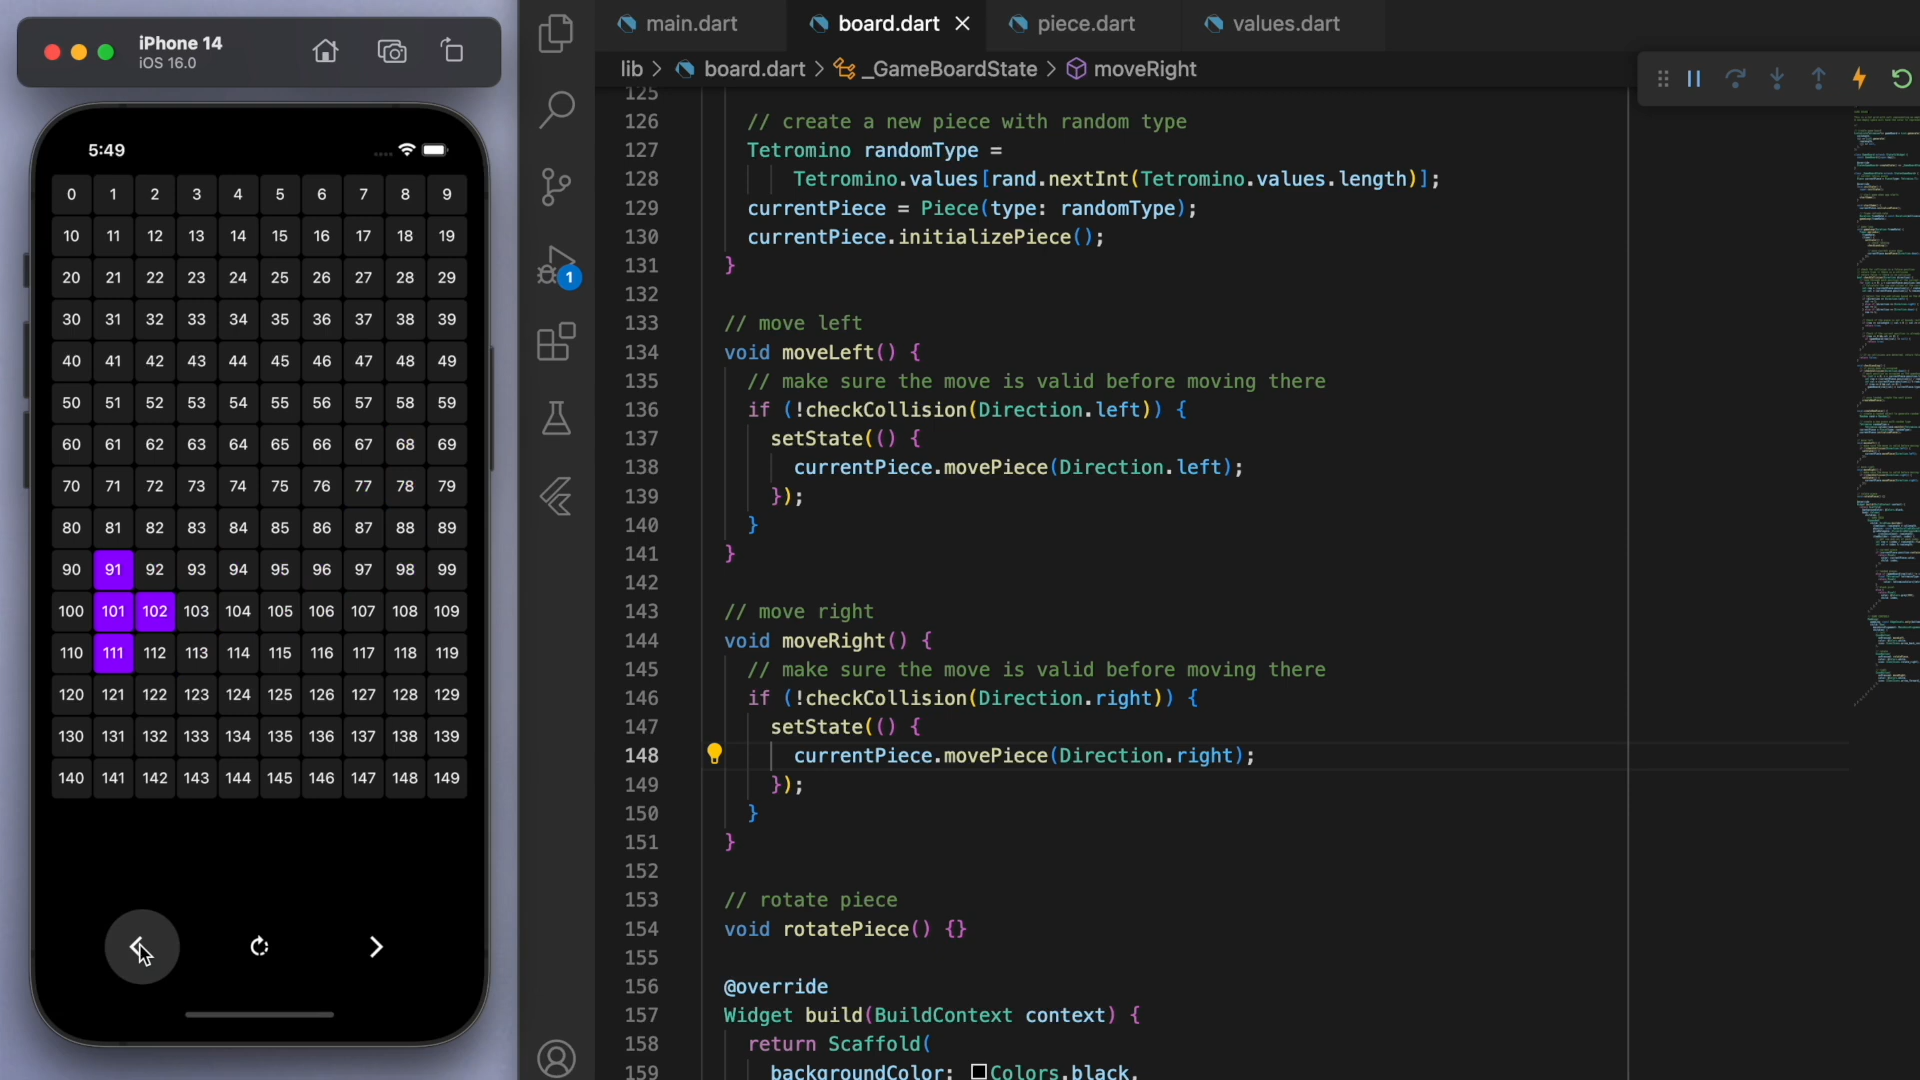 iPhone 14
iOS 16.0
5:49
0 1 2 3 4 5 6 7 8 9
10 11 12 13 14 15 16 17 18 19
20 21 22 23 24 25 26 27 28 29
30 31 32 33 34 35 36 37 38 39
40 41 42 43 44 45 46 47 48 49
50 51 52 53 54 55 56 57 58 59
60 61 62 63 64 65 66 67 68 69
70 71 72 73 74 75 76 77 78 79
80 81 82 83 84 85 86 87 88 89
90 91 92 93 94 95 96 97 98 99
100 101 102 103 104 105 106 107 108 109
110 111 112 113 114 115 116 117 118 119
120 121 122 123 124 125 126 127 128 129
130 131 132 133 134 135 136 137 138 139
140 141 142 143 144 145 146 147 148 149
1
main.dart board.dart piece.dart values.dart
lib > board.dart > _GameBoardState > moveRight
125
126 // create a new piece with random type
127 Tetromino randomType =
128 Tetromino.values[rand.nextInt(Tetromino.values.length)];
129 currentPiece = Piece(type: randomType);
130 currentPiece.initializePiece();
131 }
132
133 // move left
134 void moveLeft() {
135 // make sure the move is valid before moving there
136 if (!checkCollision(Direction.left)) {
137 setState(() {
138 currentPiece.movePiece(Direction.left);
139 });
140 }
141 }
142
143 // move right
144 void moveRight() {
145 // make sure the move is valid before moving there
146 if (!checkCollision(Direction.right)) {
147 setState(() {
148 currentPiece.movePiece(Direction.right);
149 });
150 }
151 }
152
153 // rotate piece
154 void rotatePiece() {}
155
156 @override
157 Widget build(BuildContext context) {
158 return Scaffold(
159 backgroundColor: Colors.black,